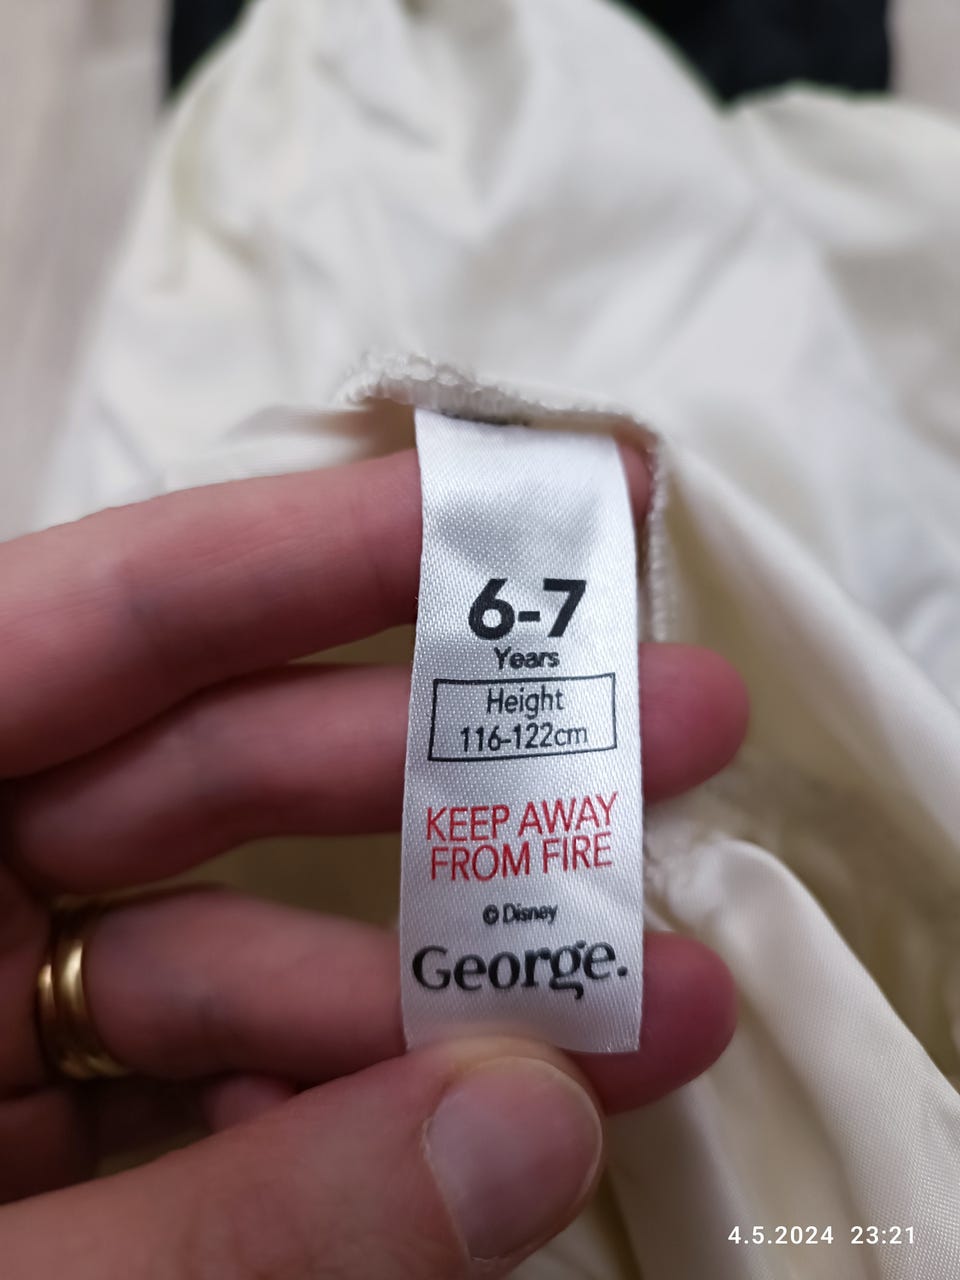 6-7
Years
Height
116-122cm
KEEP AWAY
FROM FIRE
© Disney
George.
4.5.2024 23:21